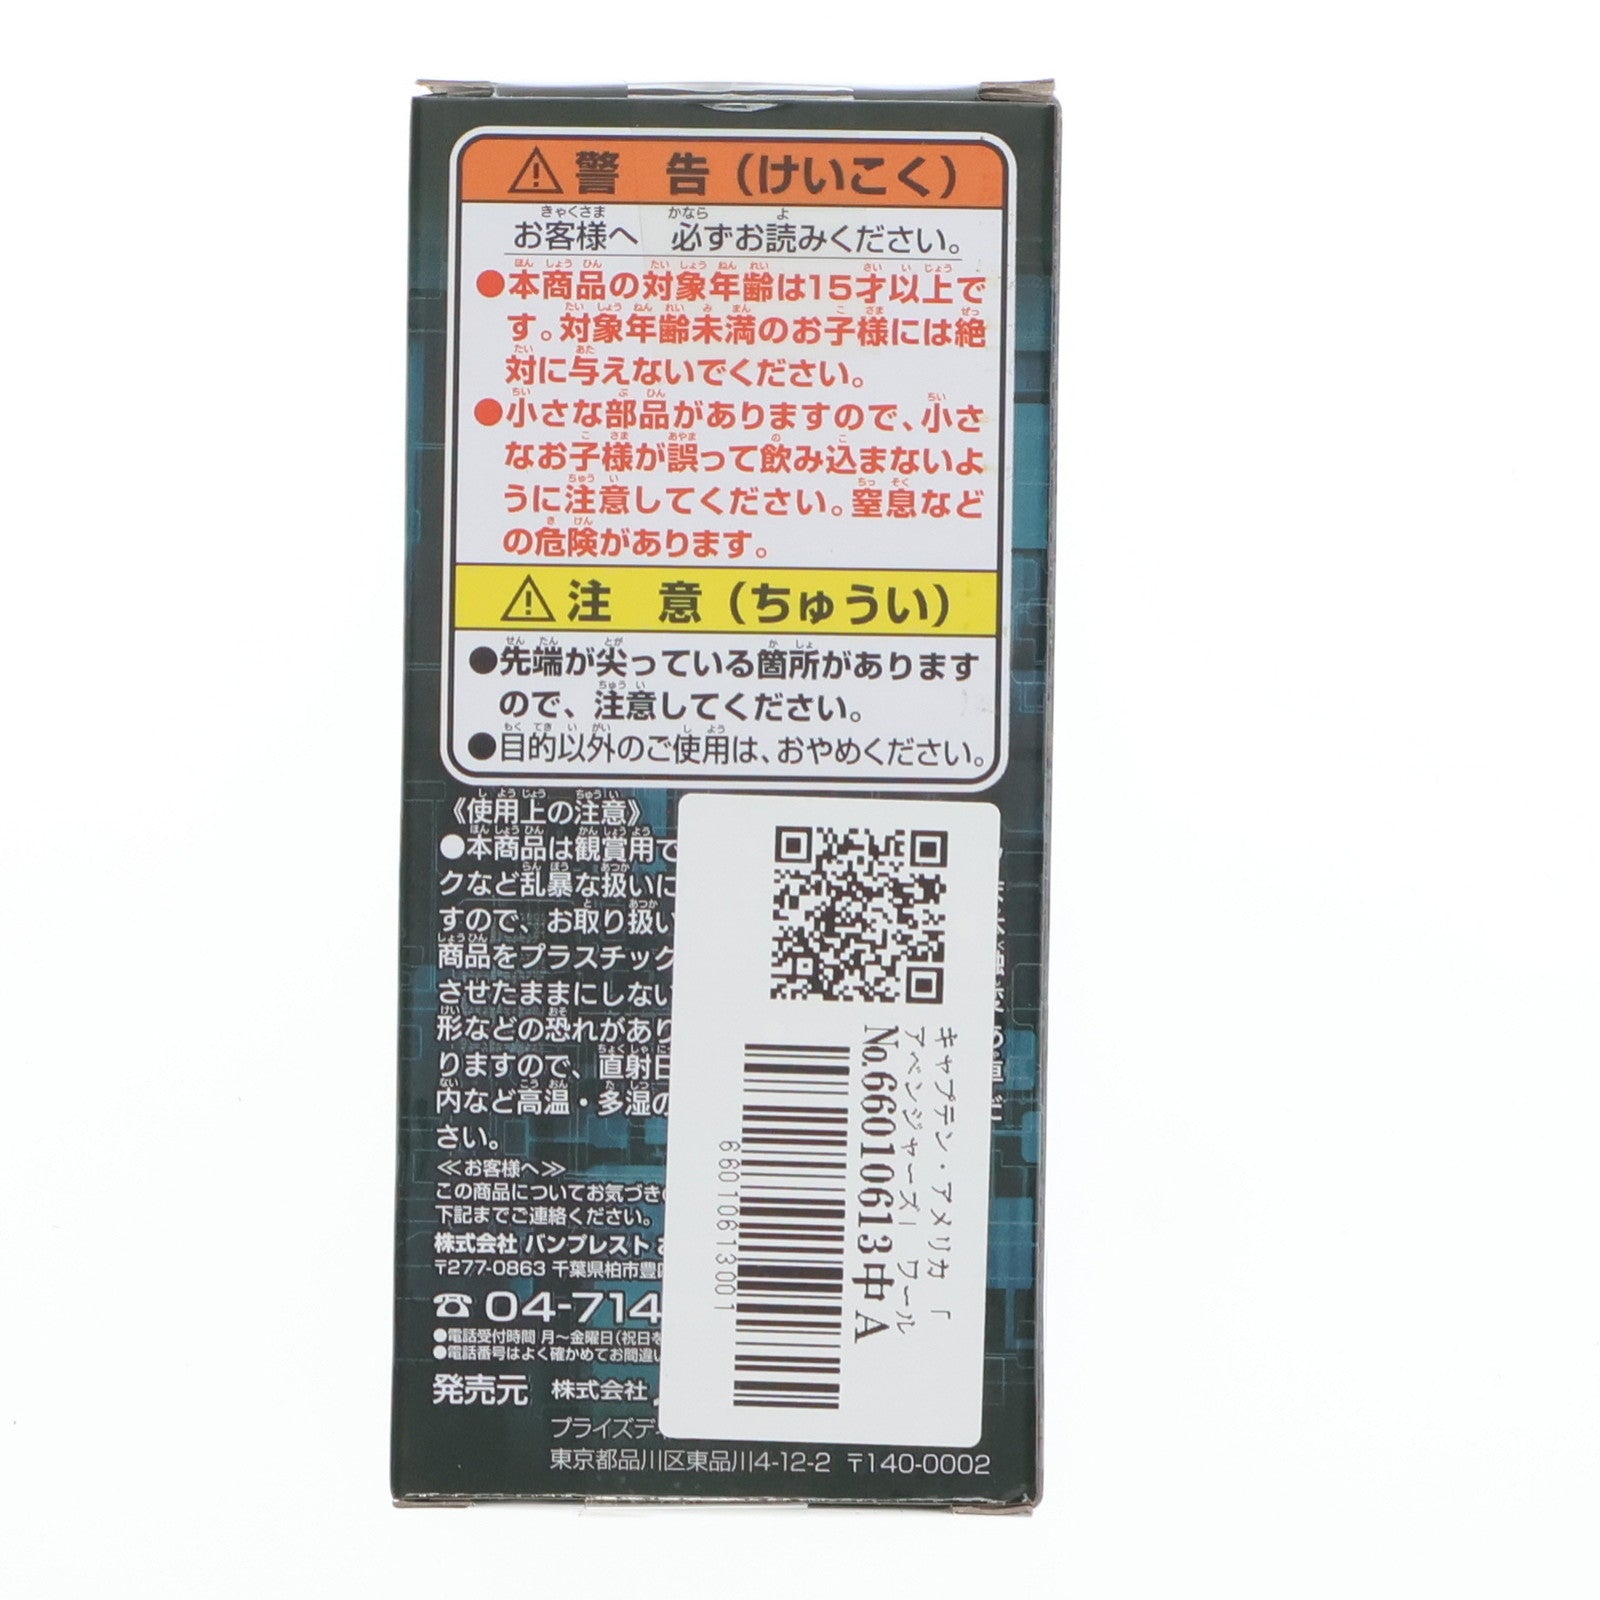 警 告（けいこく）
お客様へ 必ずお読みください。
●本商品の対象年齢は15才以上で
す。対象年齢未満のお子様には絶
対に与えないでください。
●小さな部品がありますので、小さ
なお子様が誤って飲み込まないよ
うに注意してください。窒息など
の危険があります。
注 意（ちゅうい）
●先端が尖っている箇所があります
ので、注意してください。
●目的以外のご使用は、おやめください。
《使用上の注意》
●本商品は観賞用で
クなど乱暴な扱いに
すので、お取り扱い
商品をプラスチック
させたままにしない
形などの恐れがあり
りますので、直射日
内など高温・多湿の
さい。
≪お客様へ≫
この商品についてお気づきの
下記までご連絡ください。
株式会社 バンプレスト お
〒277-0863 千葉県柏市豊四
☎ 04-714
●電話受付時間 月～金曜日(祝日を
●電話番号はよく確かめてお間違い
発売元 株式会社
プライズデ
東京都品川区東品川4-12-2 〒140-0002
キャプテン・アメリカ 「
アベンジャーズ」 ワール
No.66010613中A
66010613001